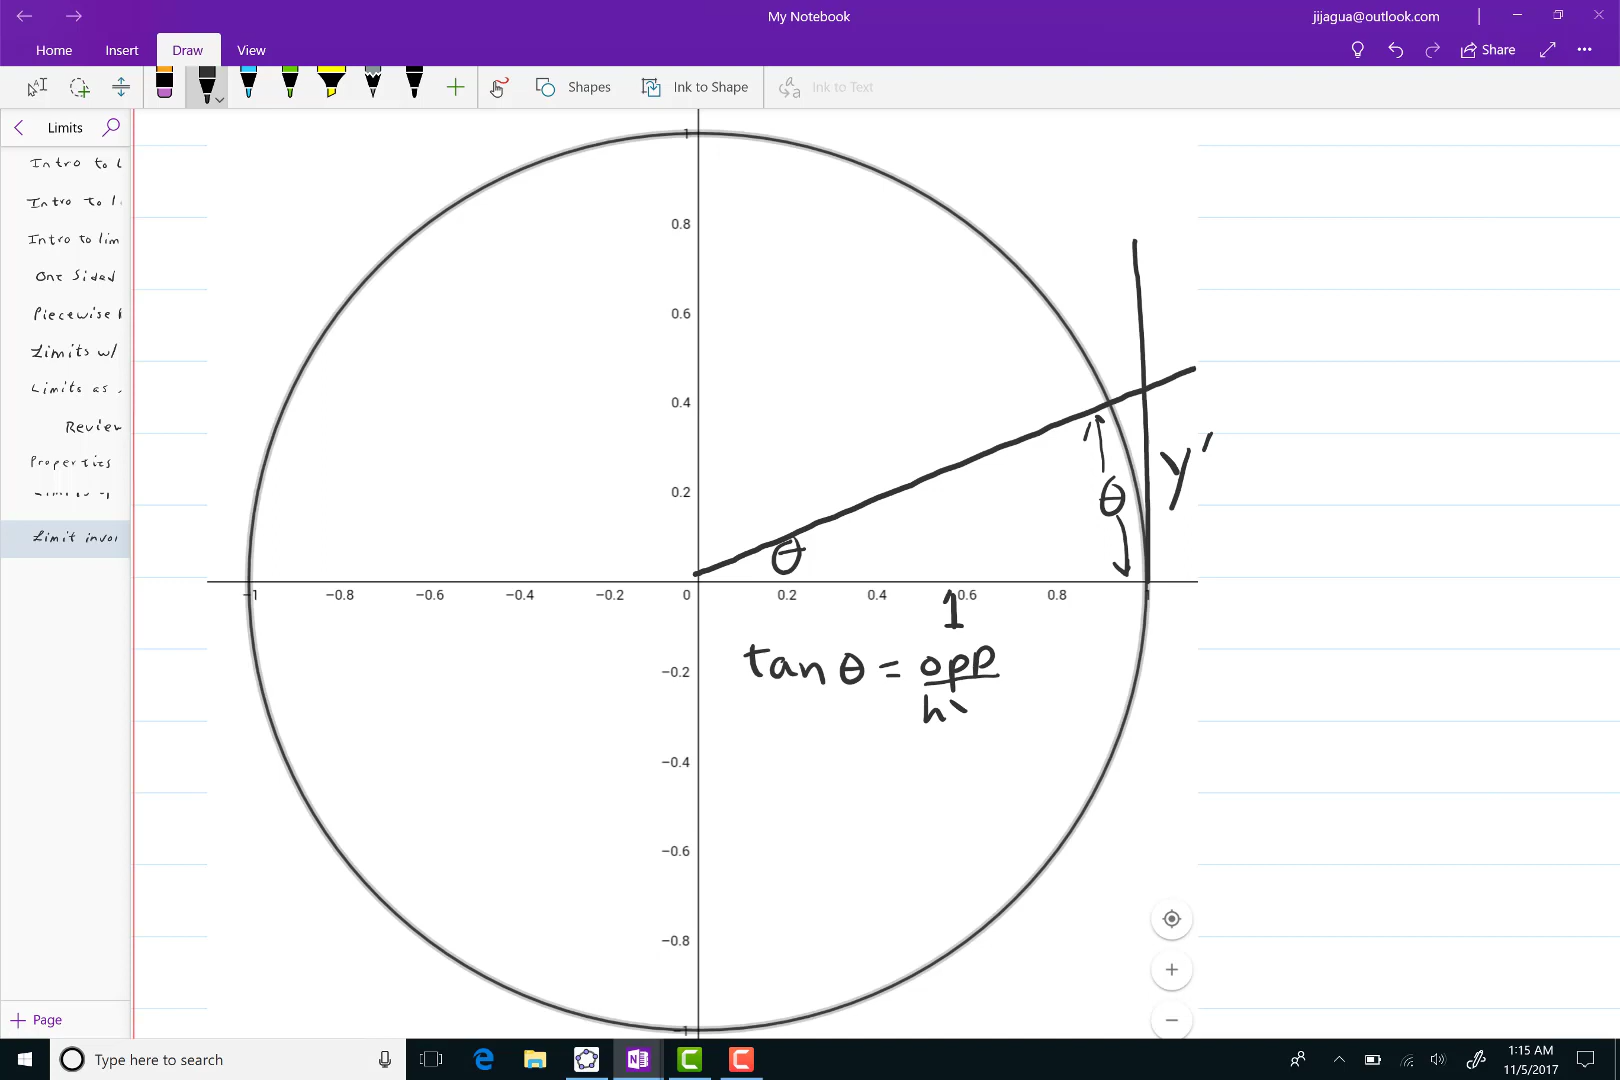 My Notebook
jijagua@outlook.com
Home Insert Draw View
Share
Shapes
Ink to Shape
Ink to Text
Limits
Intro to L
Intro to l
Intro to lim
One Sided
Piecewise
Limits w/
Limits as
Review
Properties
Limit invol
+ Page
1
0.8
0.6
0.4
0.2
y'
θ
θ
−1 −0.8 −0.6 −0.4 −0.2 0 0.2 0.4 0.6 0.8 1
1
tan θ = opp
h
−0.2
−0.4
−0.6
−0.8
−1
Type here to search
1:15 AM
11/5/2017